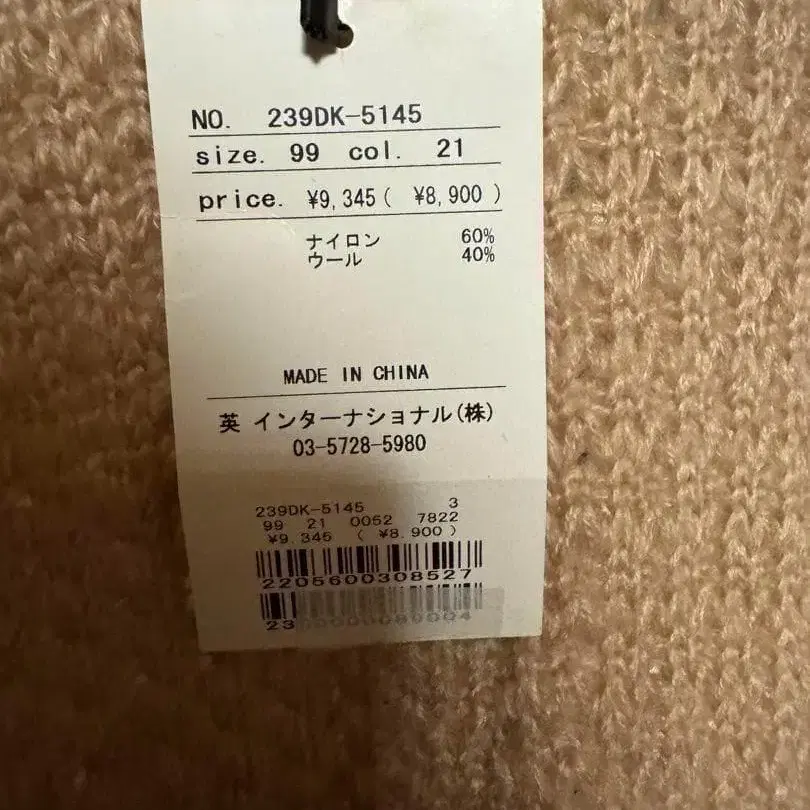 NO. 239DK-5145
size. 99 col. 21
price. ¥9,345( ¥8,900 )
ナイロン 60%
ウール 40%
MADE IN CHINA
英 インターナショナル(株)
03-5728-5980
239DK-5145 3
99 21 0052 7822
¥9,345 ( ¥8,900 )
2205600308527